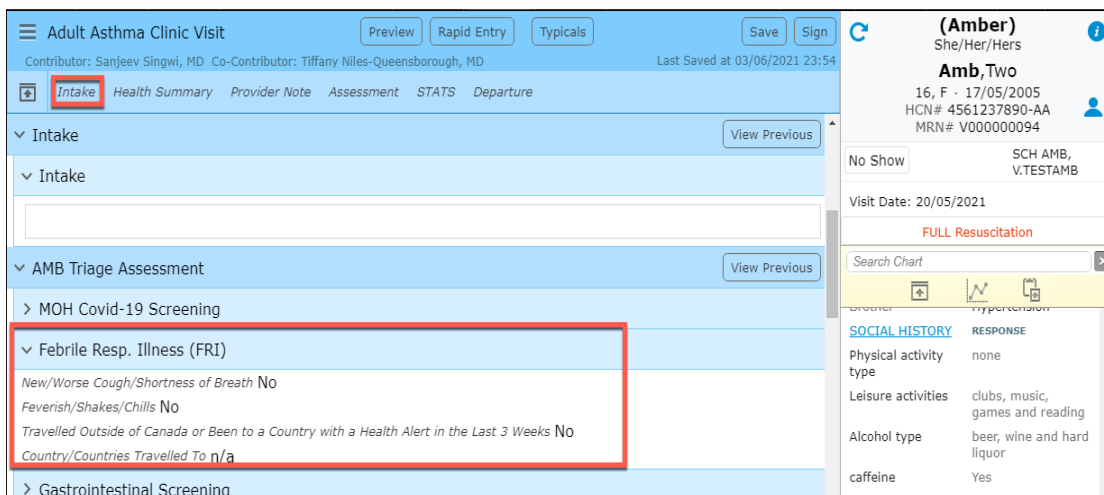 Adult Asthma Clinic Visit
Preview
Rapid Entry
Typicals
Save
Sign
Contributor: Sanjeev Singwi, MD Co-Contributor: Tiffany Niles-Queensborough, MD
Last Saved at 03/06/2021 23:54
Intake Health Summary Provider Note Assessment STATS Departure
Intake
View Previous
Intake
AMB Triage Assessment
View Previous
MOH Covid-19 Screening
Febrile Resp. Illness (FRI)
New/Worse Cough/Shortness of Breath No
Feverish/Shakes/Chills No
Travelled Outside of Canada or Been to a Country with a Health Alert in the Last 3 Weeks No
Country/Countries Travelled To n/a
Gastrointestinal Screening
(Amber)
She/Her/Hers
Amb,Two
16, F · 17/05/2005
HCN# 4561237890-AA
MRN# V000000094
No Show
SCH AMB,
V.TESTAMB
Visit Date: 20/05/2021
FULL Resuscitation
Search Chart
Brother Hypertension
SOCIAL HISTORY RESPONSE
Physical activity none
type
Leisure activities clubs, music,
games and reading
Alcohol type beer, wine and hard
liquor
caffeine Yes